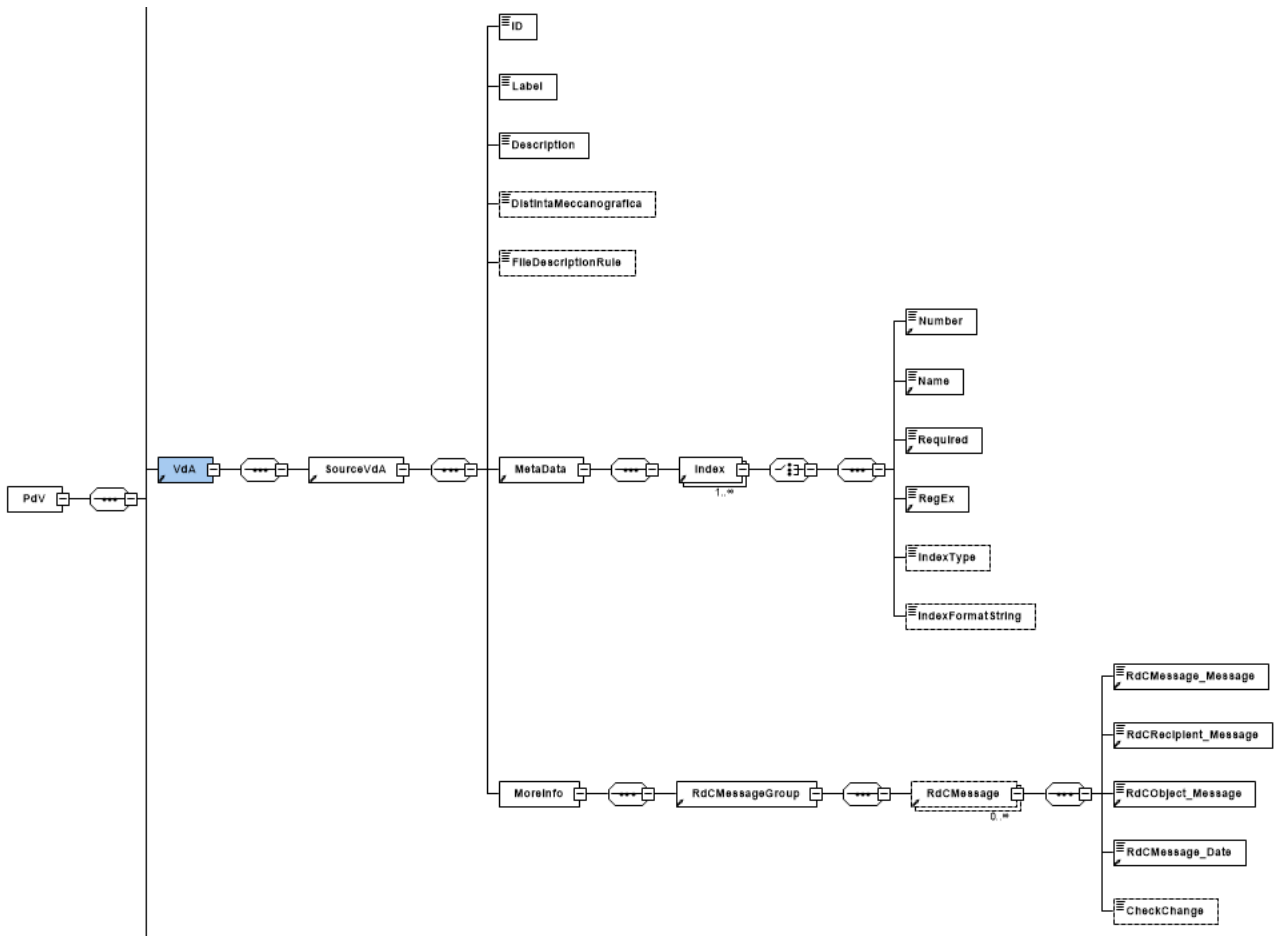 ID
Label
Description
DistintaMeccanografica
FileDescriptionRule
Number
Name
Required
VdA
SourceVdA
MetaData
Index
1..∞
RegEx
PdV
IndexType
IndexFormatString
RdCMessage_Message
RdCRecipient_Message
MoreInfo
RdCMessageGroup
RdCMessage
0..∞
RdCObject_Message
RdCMessage_Date
CheckChange